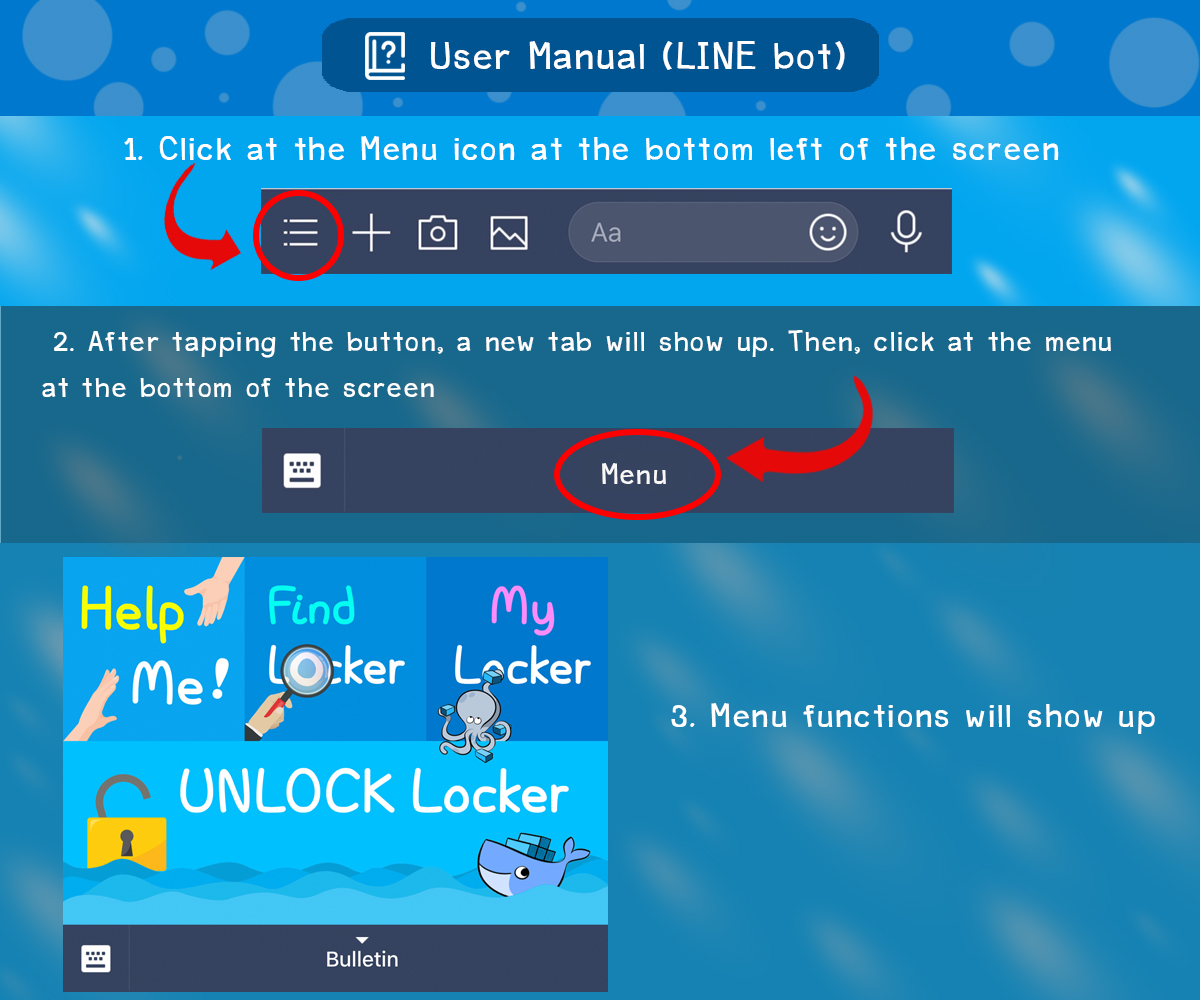 User Manual (LINE bot)
1. Click at the Menu icon at the bottom left of the screen
Aa
2. After tapping the button, a new tab will show up. Then, click at the menu
at the bottom of the screen
Menu
Help
Me!
Find
Locker
My
Locker
UNLOCK Locker
3. Menu functions will show up
Bulletin